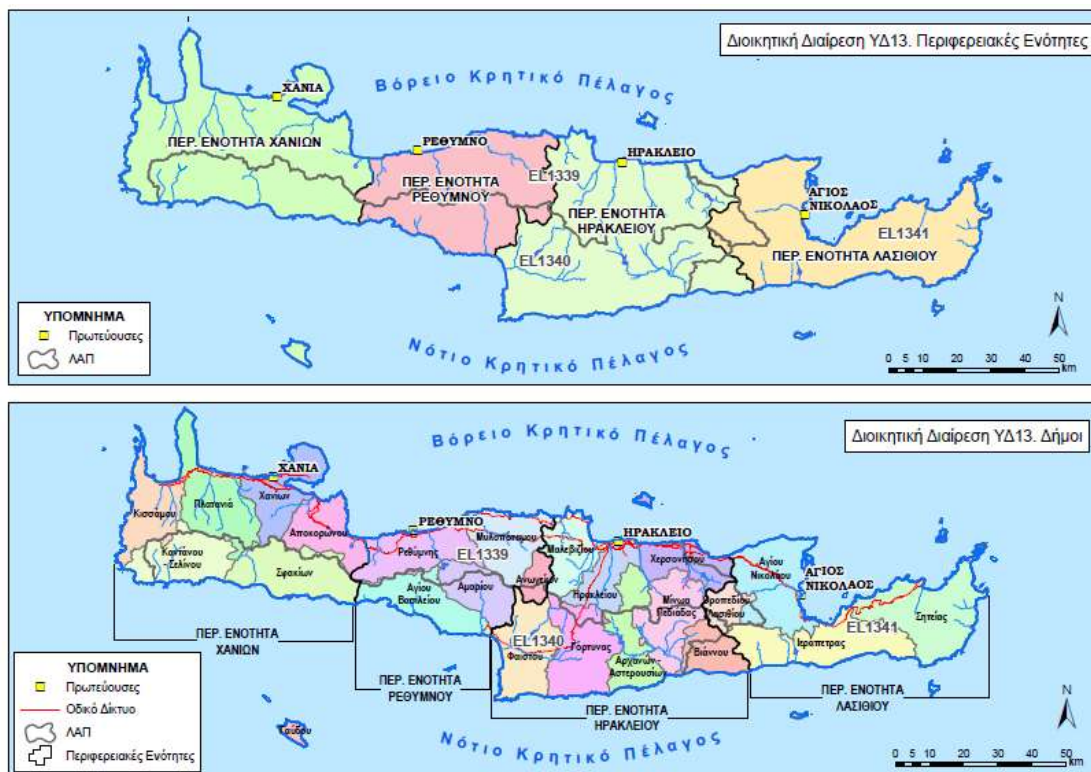 Διοικητική Διαίρεση ΥΔ13. Περιφερειακές Ενότητες
Βόρειο Κρητικό Πέλαγος
ΧΑΝΙΑ
ΡΕΘΥΜΝΟ
ΗΡΑΚΛΕΙΟ
ΠΕΡ. ΕΝΟΤΗΤΑ ΧΑΝΙΩΝ
EL1339
ΠΕΡ. ΕΝΟΤΗΤΑ
ΡΕΘΥΜΝΟΥ
ΠΕΡ. ΕΝΟΤΗΤΑ
ΗΡΑΚΛΕΙΟΥ
ΑΓΙΟΣ
ΝΙΚΟΛΑΟΣ
EL1341
EL1340
ΠΕΡ. ΕΝΟΤΗΤΑ ΛΑΣΙΘΙΟΥ
ΥΠΟΜΝΗΜΑ
Πρωτεύουσες
ΛΑΠ
Νότιο Κρητικό Πέλαγος
N
0 5 10 20 30 40 50
km
Διοικητική Διαίρεση ΥΔ13. Δήμοι
Βόρειο Κρητικό Πέλαγος
ΧΑΝΙΑ
Κισσάμου
Πλατανιά
Χανίων
Αποκορώνου
ΡΕΘΥΜΝΟ
Μυλοποτάμου
Μαλεβιζίου
ΗΡΑΚΛΕΙΟ
Χερσονήσου
Αγίου
Νικολάου
ΑΓΙΟΣ
ΝΙΚΟΛΑΟΣ
Καντάνου
-Σελίνου
Σφακίων
Ρεθύμνης
EL1339
Αγίου
Βασιλείου
Αμαρίου
Ανωγείων
Ηρακλείου
Μινώα
Πεδιάδας
Οροπεδίου
Λασιθίου
Σητείας
EL1340
Φαιστού
Γόρτυνας
Αρχανών-
Αστερουσίων
Βιάννου
Ιεράπετρας
EL1341
ΠΕΡ. ΕΝΟΤΗΤΑ
ΧΑΝΙΩΝ
ΠΕΡ. ΕΝΟΤΗΤΑ
ΡΕΘΥΜΝΟΥ
ΠΕΡ. ΕΝΟΤΗΤΑ
ΗΡΑΚΛΕΙΟΥ
ΠΕΡ. ΕΝΟΤΗΤΑ
ΛΑΣΙΘΙΟΥ
ΥΠΟΜΝΗΜΑ
Πρωτεύουσες
Οδικό Δίκτυο
ΛΑΠ
Περιφερειακές Ενότητες
Γαύδου
Νότιο Κρητικό Πέλαγος
N
0 5 10 20 30 40 50
km